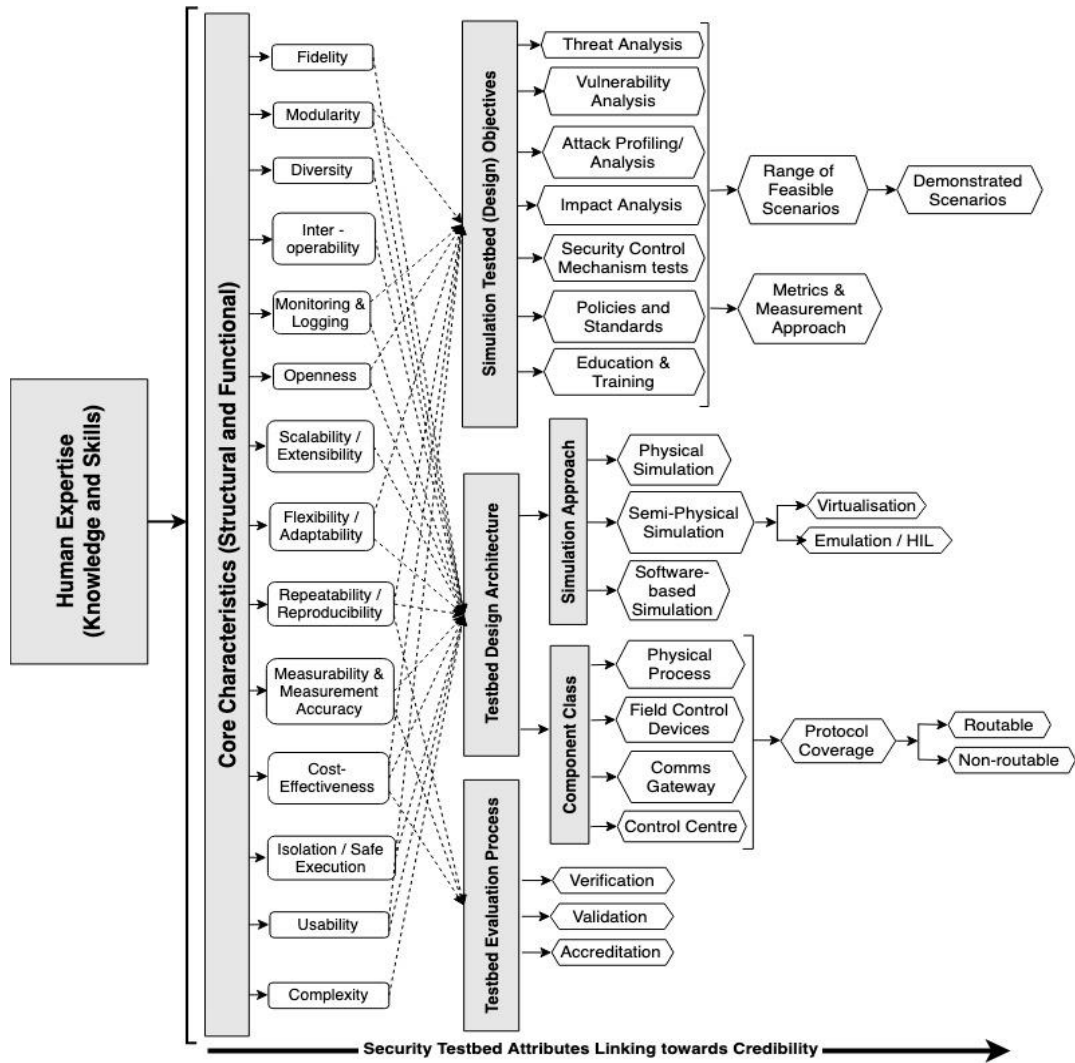 Human Expertise
(Knowledge and Skills)
Core Characteristics (Structural and Functional)
Fidelity
Modularity
Diversity
Inter -
operability
Monitoring &
Logging
Openness
Scalability /
Extensibility
Flexibility /
Adaptability
Repeatability /
Reproducibility
Measurability &
Measurement
Accuracy
Cost-
Effectiveness
Isolation / Safe
Execution
Usability
Complexity
Simulation Testbed (Design) Objectives
Threat Analysis
Vulnerability
Analysis
Attack Profiling/
Analysis
Impact Analysis
Security Control
Mechanism tests
Policies and
Standards
Education &
Training
Range of
Feasible
Scenarios
Demonstrated
Scenarios
Metrics &
Measurement
Approach
Testbed Design Architecture
Simulation Approach
Physical
Simulation
Semi-Physical
Simulation
Software-
based
Simulation
Virtualisation
Emulation / HIL
Component Class
Physical
Process
Field Control
Devices
Comms
Gateway
Control Centre
Protocol
Coverage
Routable
Non-routable
Testbed Evaluation Process
Verification
Validation
Accreditation
Security Testbed Attributes Linking towards Credibility